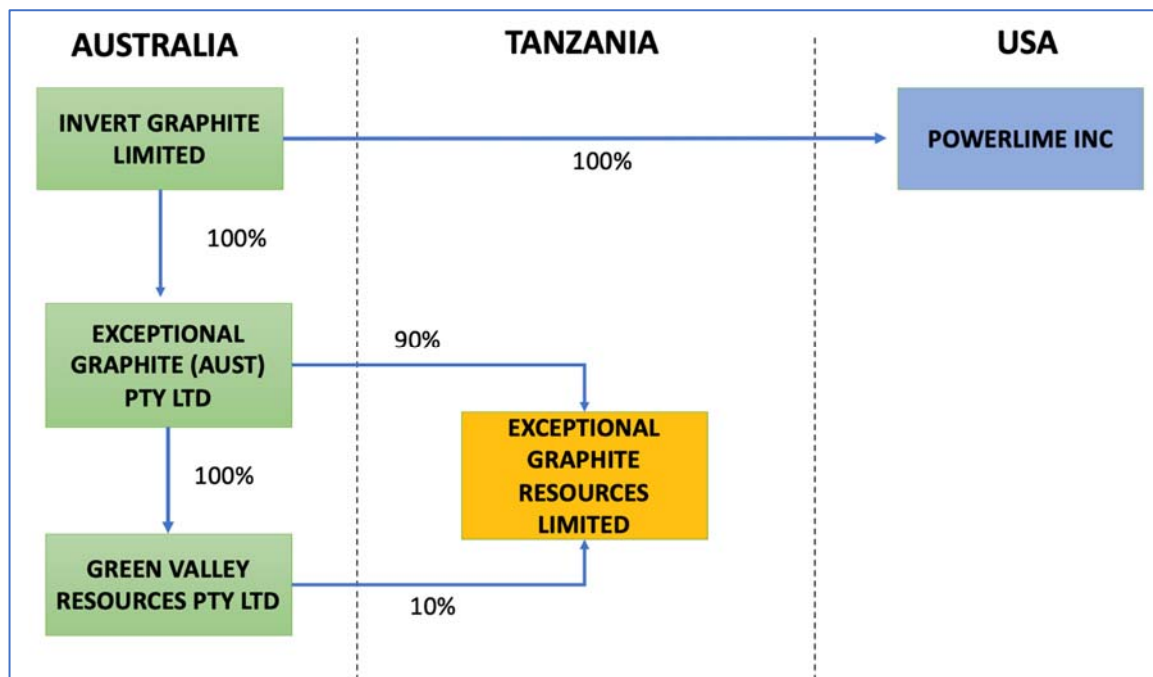 AUSTRALIA
TANZANIA
USA
INVERT GRAPHITE
LIMITED
100%
POWERLIME INC
100%
EXCEPTIONAL
GRAPHITE (AUST)
PTY LTD
90%
EXCEPTIONAL
GRAPHITE
RESOURCES
LIMITED
100%
GREEN VALLEY
RESOURCES PTY LTD
10%